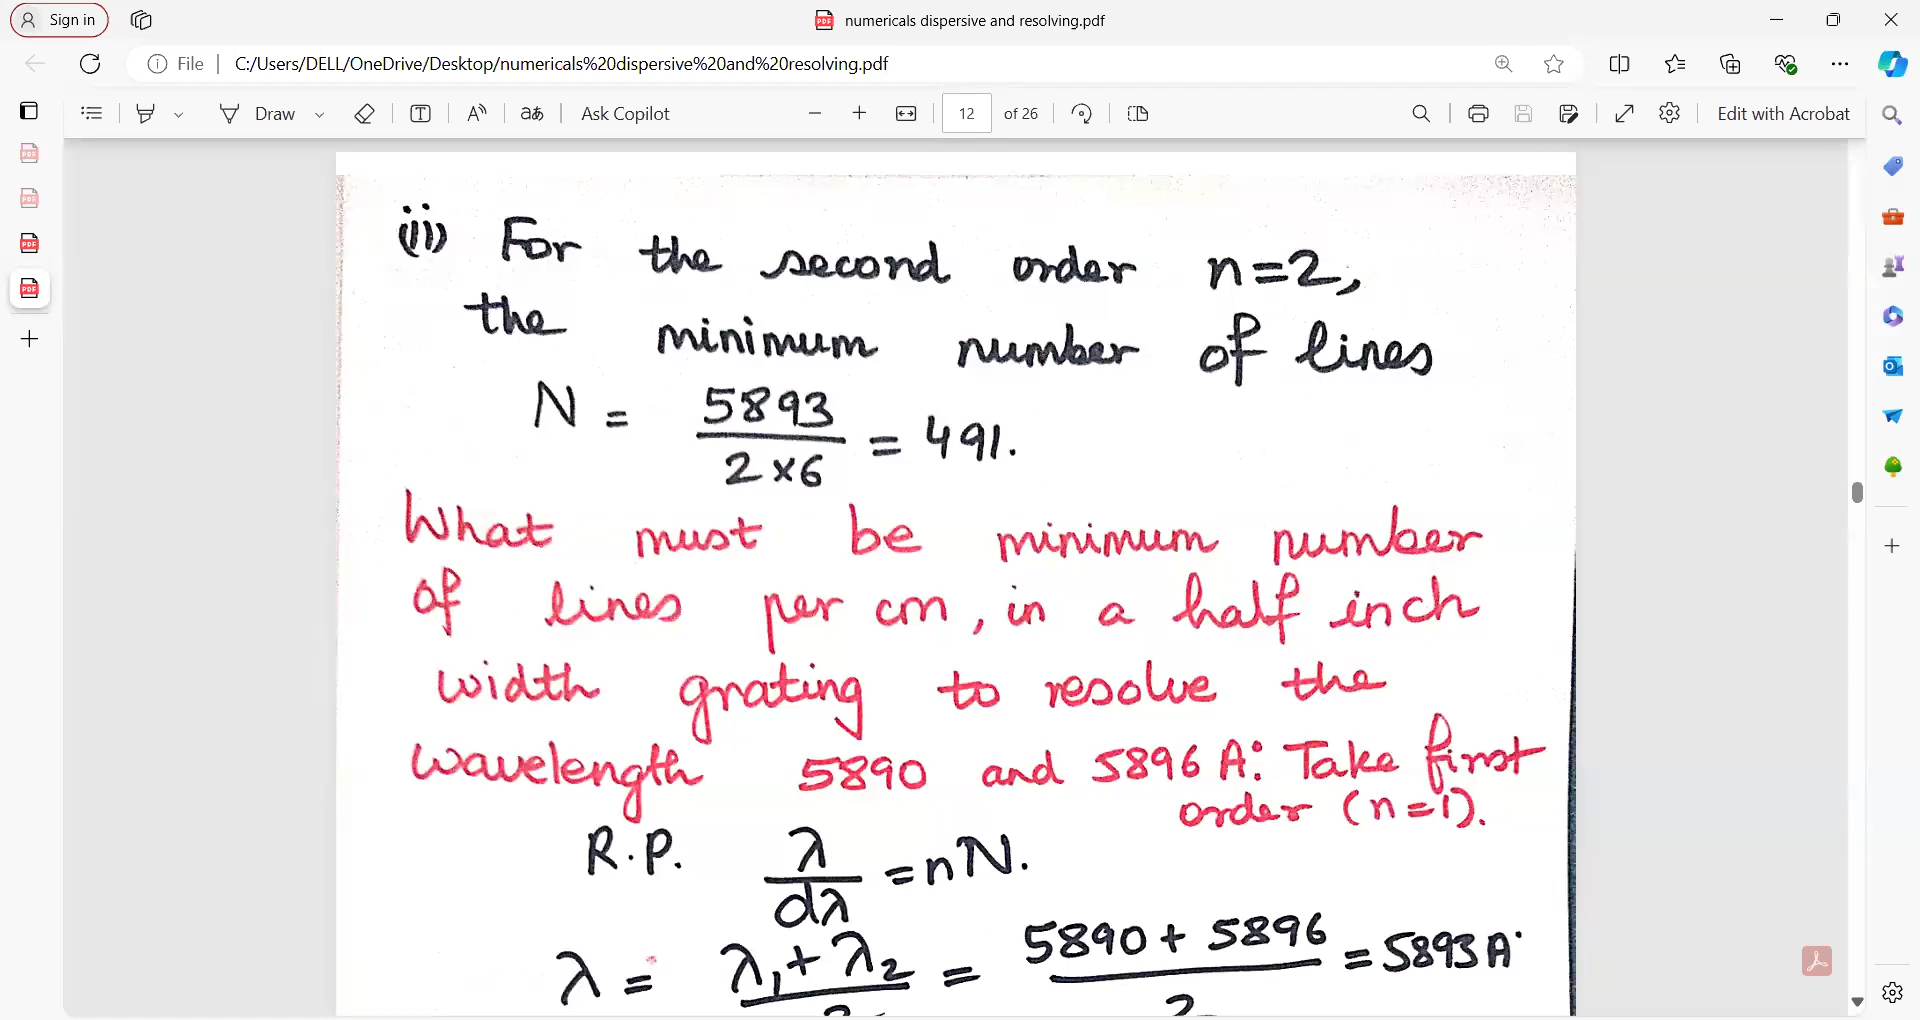 Sign in
numericals dispersive and resolving.pdf
File
C:/Users/DELL/OneDrive/Desktop/numericals%20dispersive%20and%20resolving.pdf
Draw
aあ
Ask Copilot
12 of 26
Edit with Acrobat
(ii) For the second order n=2,
the minimum number of lines
N = 5893 / 2×6 = 491.
What must be minimum number
of lines per cm, in a half inch
width grating to resolve the
wavelength 5890 and 5896 A°. Take first
order (n=1).
R.P. λ/dλ = nN.
λ = λ₁+λ₂ / 2 = 5890 + 5896 / 2 = 5893 A°